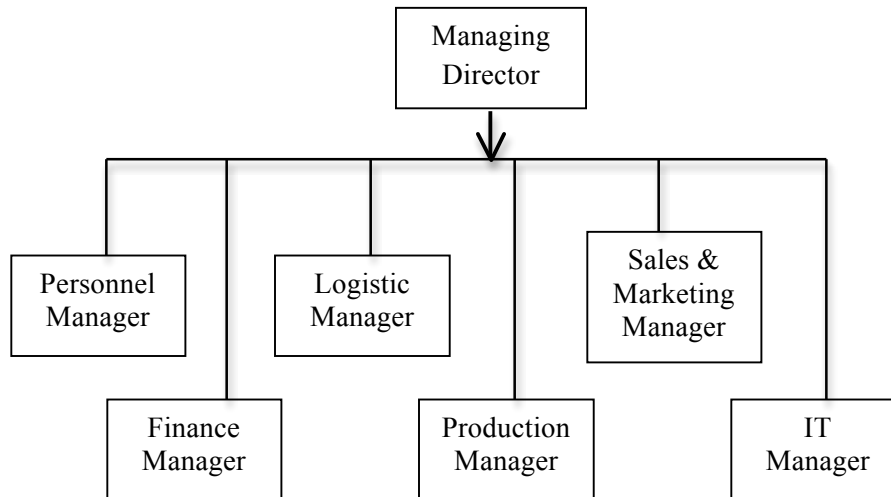 Managing
Director
Personnel
Manager
Logistic
Manager
Sales &
Marketing
Manager
Finance
Manager
Production
Manager
IT
Manager